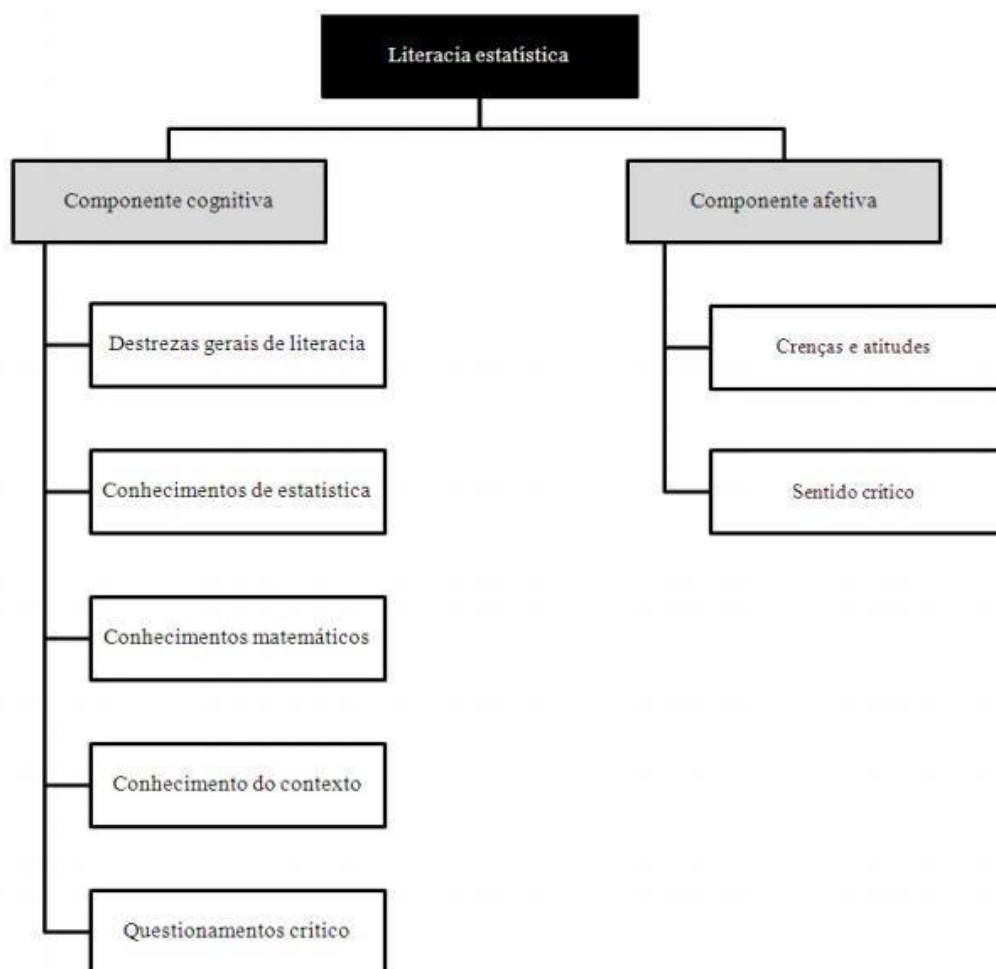 Literacia estatística
Componente cognitiva
Componente afetiva
Destrezas gerais de literacia
Crenças e atitudes
Conhecimentos de estatística
Sentido crítico
Conhecimentos matemáticos
Conhecimento do contexto
Questionamentos crítico